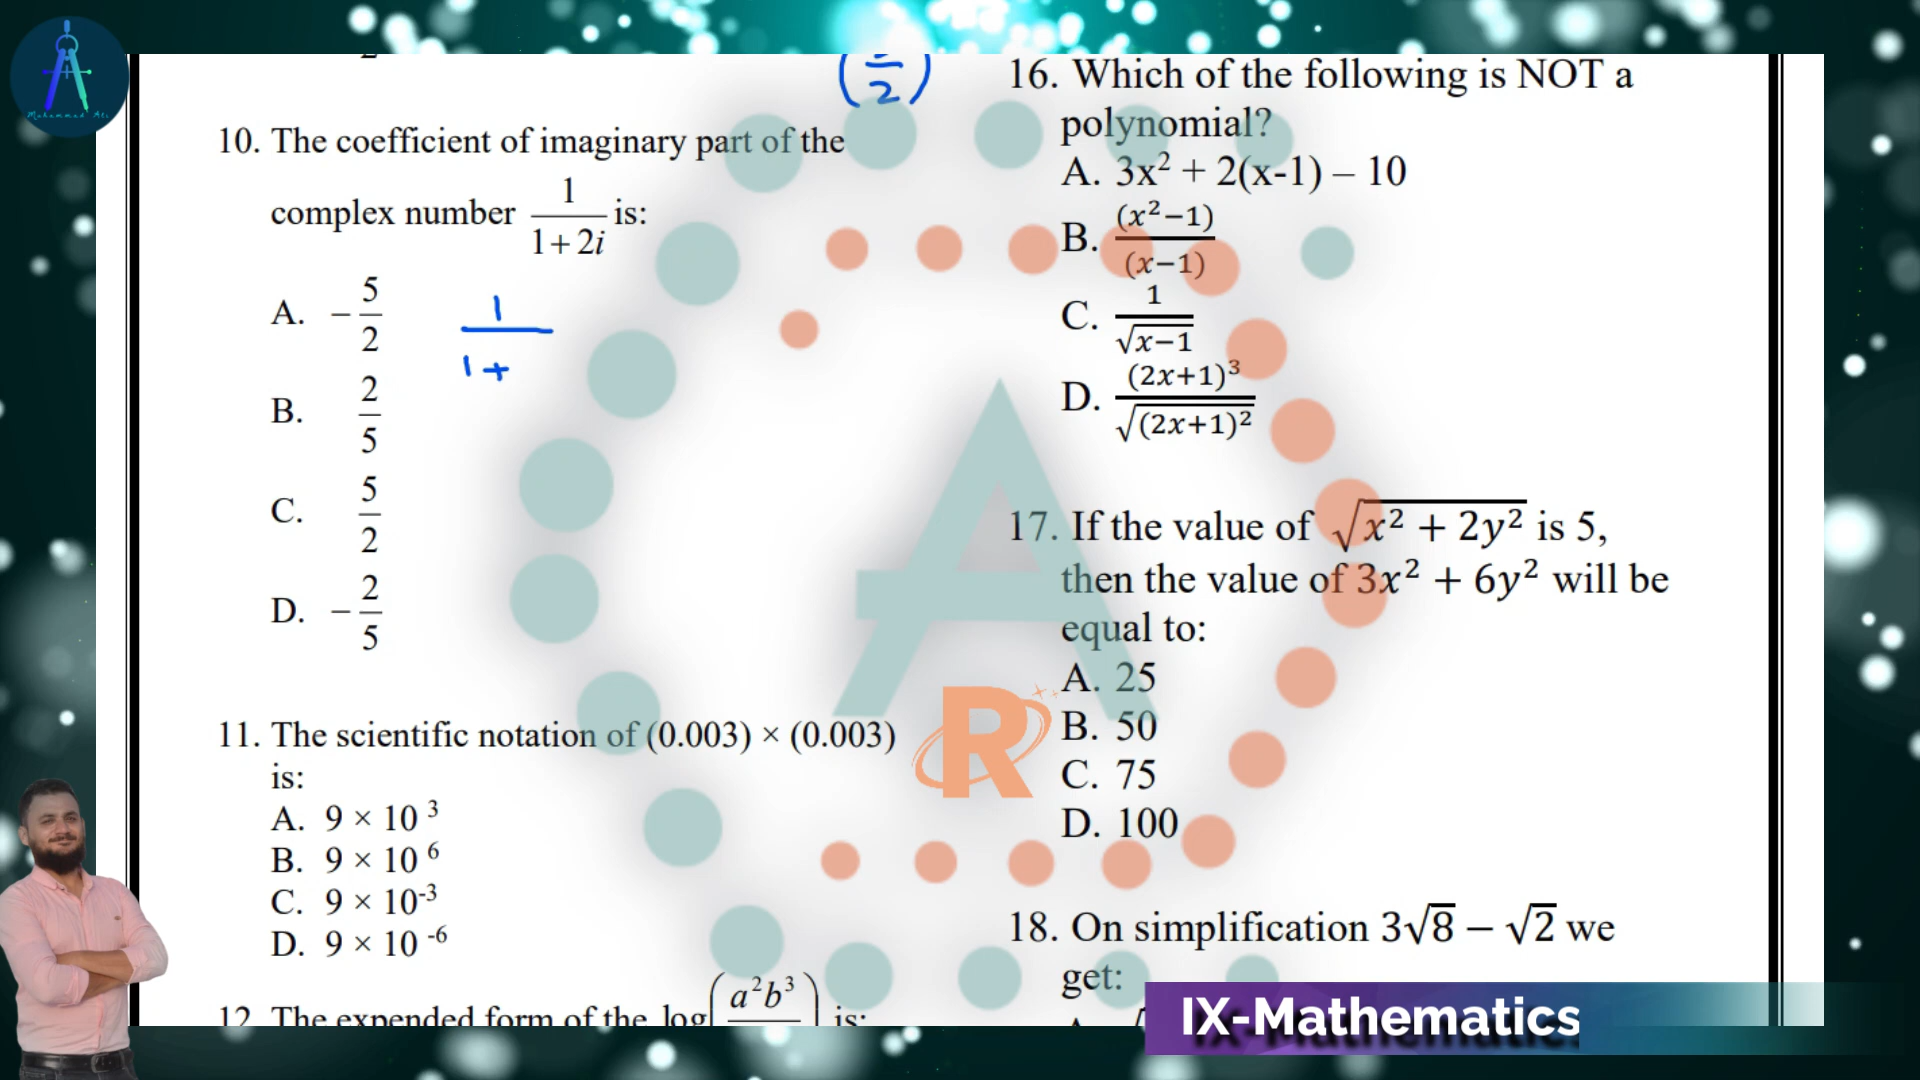 Muhammad Ali
10. The coefficient of imaginary part of the
complex number 1/(1+2i) is:
A. −5/2
B. 2/5
C. 5/2
D. −2/5
1
1+
11. The scientific notation of (0.003) × (0.003)
is:
A. 9 × 10 ³
B. 9 × 10 ⁶
C. 9 × 10⁻³
D. 9 × 10 ⁻⁶
12. The expended form of the log(a²b³ is:
16. Which of the following is NOT a
polynomial?
A. 3x² + 2(x-1) – 10
B. (x²−1)/(x−1)
C. 1/√(x−1)
D. (2x+1)³/√((2x+1)²)
17. If the value of √(x² + 2y²) is 5,
then the value of 3x² + 6y² will be
equal to:
A. 25
B. 50
C. 75
D. 100
18. On simplification 3√8 − √2 we
get:
A R
IX-Mathematics